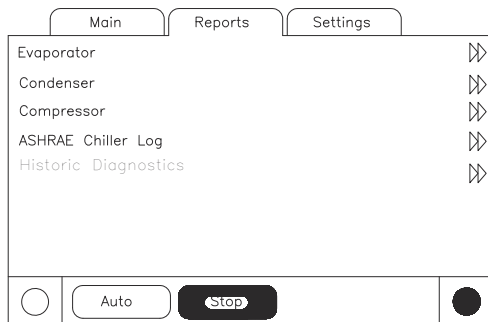 Main Reports Settings
Evaporator
Condenser
Compressor
ASHRAE Chiller Log
Historic Diagnostics
Auto Stop